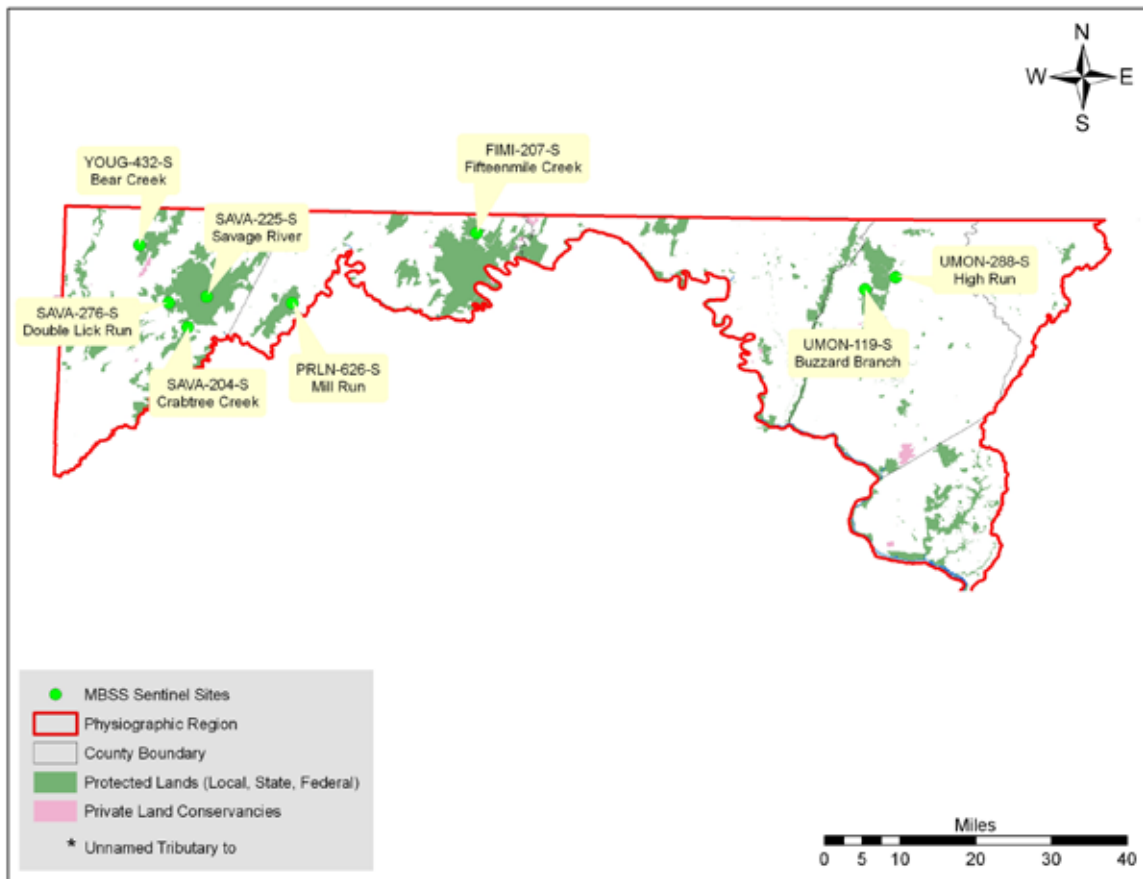 N
W E
S
YOUG-432-S
Bear Creek
FIMI-207-S
Fifteenmile Creek
SAVA-225-S
Savage River
UMON-288-S
High Run
SAVA-276-S
Double Lick Run
UMON-119-S
Buzzard Branch
PRLN-626-S
Mill Run
SAVA-204-S
Crabtree Creek
MBSS Sentinel Sites
Physiographic Region
County Boundary
Protected Lands (Local, State, Federal)
Private Land Conservancies
* Unnamed Tributary to
Miles
0 5 10 20 30 40